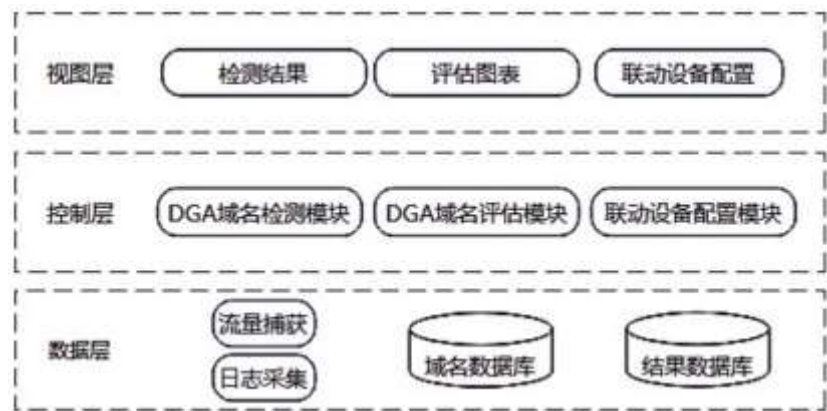 视图层 检测结果 评估图表 联动设备配置
控制层 DGA域名检测模块 DGA域名评估模块 联动设备配置模块
流量捕获
数据层 域名数据库 结果数据库
日志采集